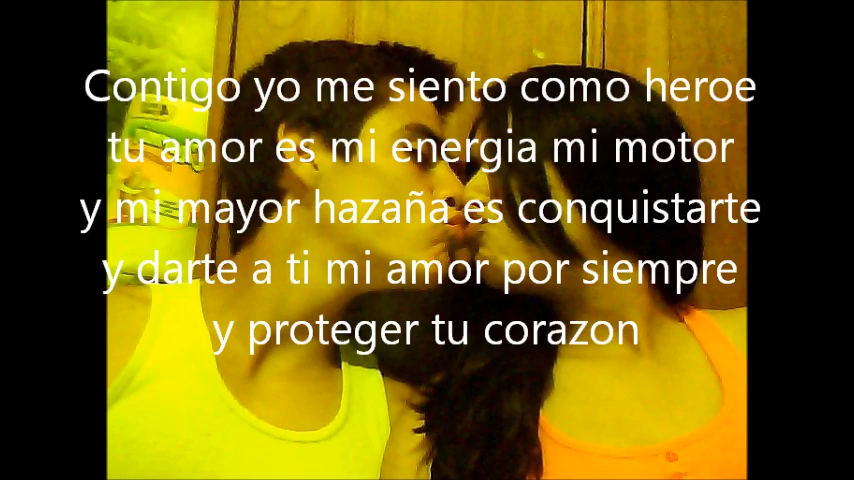 Contigo yo me siento como heroe
tu amor es mi energia mi motor
y mi mayor hazaña es conquistarte
y darte a ti mi amor por siempre
y proteger tu corazon